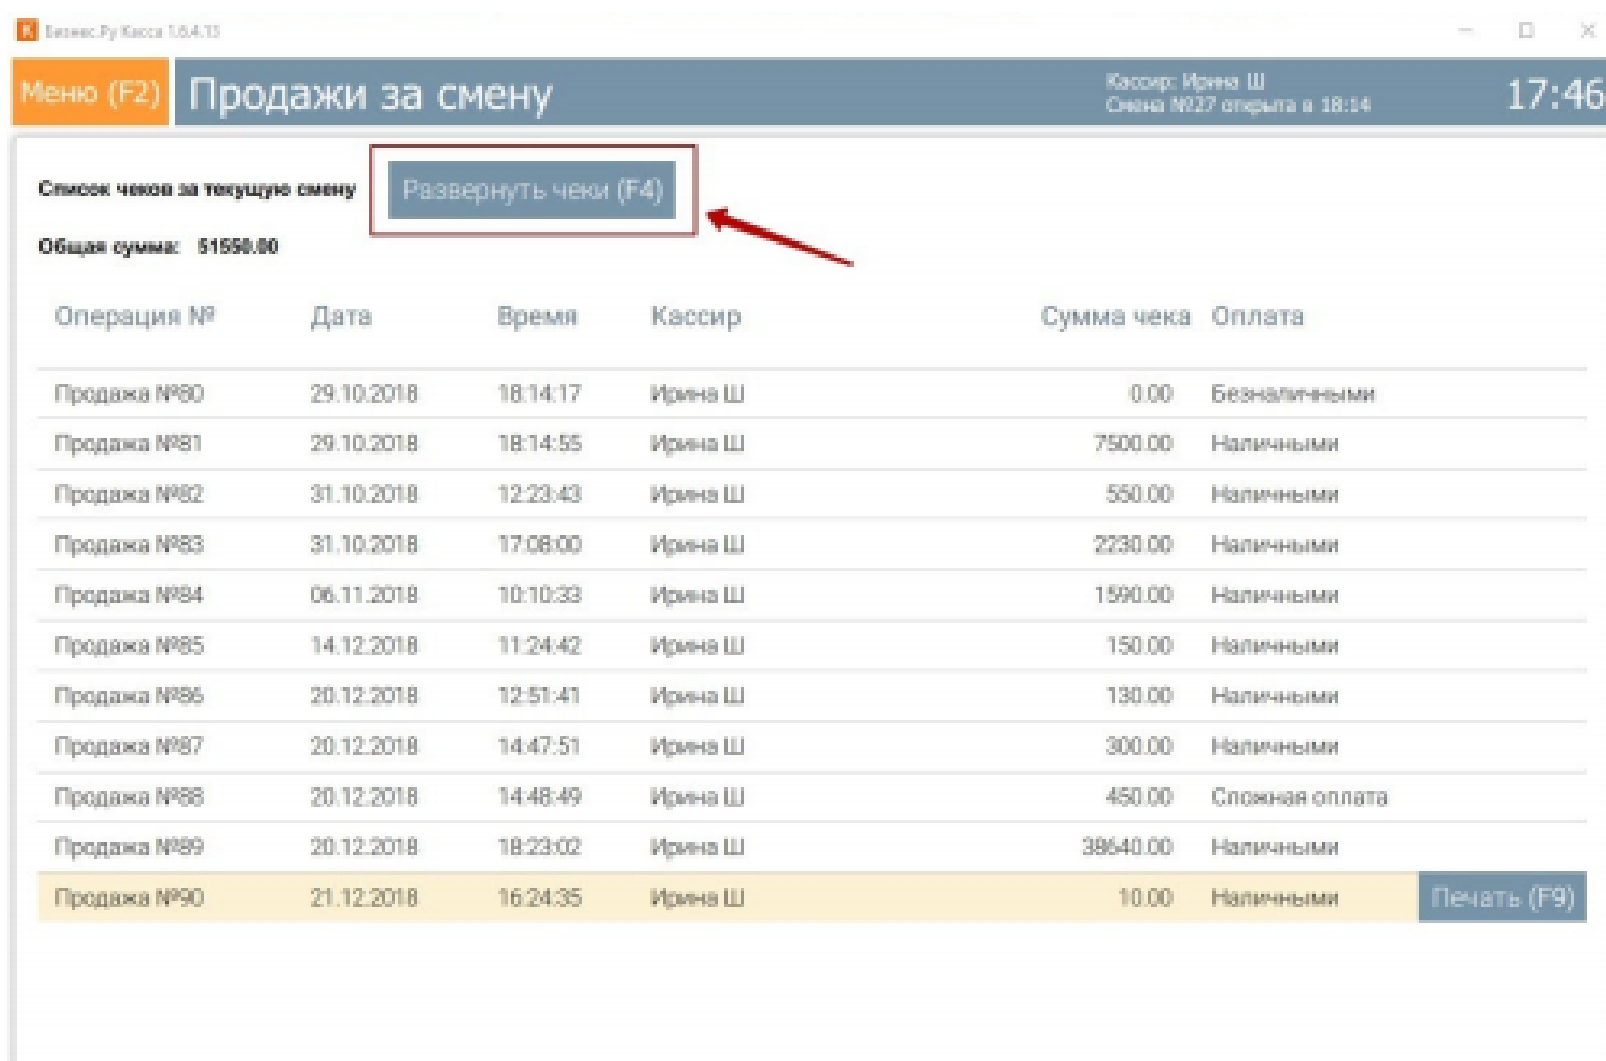 Бизнес.Ру Касса 1.6.4.13
Меню (F2) Продажи за смену Кассир: Ирина Ш 17:46
Смена №27 открыта в 18:14
Список чеков за текущую смену Развернуть чеки (F4)
Общая сумма: 51550.00
Операция № Дата Время Кассир Сумма чека Оплата
Продажа №80 29.10.2018 18:14:17 Ирина Ш 0.00 Безналичными
Продажа №81 29.10.2018 18:14:55 Ирина Ш 7500.00 Наличными
Продажа №82 31.10.2018 12:23:43 Ирина Ш 550.00 Наличными
Продажа №83 31.10.2018 17:08:00 Ирина Ш 2230.00 Наличными
Продажа №84 06.11.2018 10:10:33 Ирина Ш 1590.00 Наличными
Продажа №85 14.12.2018 11:24:42 Ирина Ш 150.00 Наличными
Продажа №86 20.12.2018 12:51:41 Ирина Ш 130.00 Наличными
Продажа №87 20.12.2018 14:47:51 Ирина Ш 300.00 Наличными
Продажа №88 20.12.2018 14:48:49 Ирина Ш 450.00 Сложная оплата
Продажа №89 20.12.2018 18:23:02 Ирина Ш 38640.00 Наличными
Продажа №90 21.12.2018 16:24:35 Ирина Ш 10.00 Наличными Печать (F9)